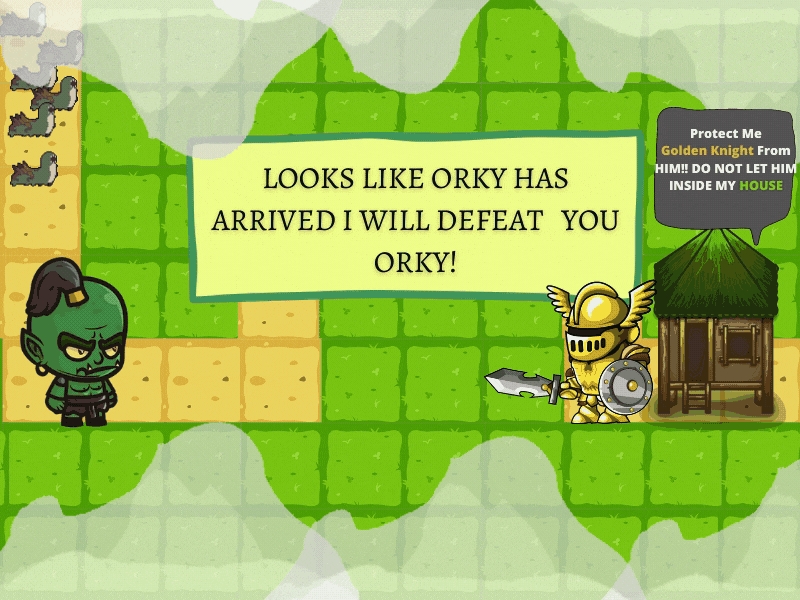 Protect Me
Golden Knight From
HIM!! DO NOT LET HIM
INSIDE MY HOUSE
LOOKS LIKE ORKY HAS
ARRIVED I WILL DEFEAT YOU
ORKY!